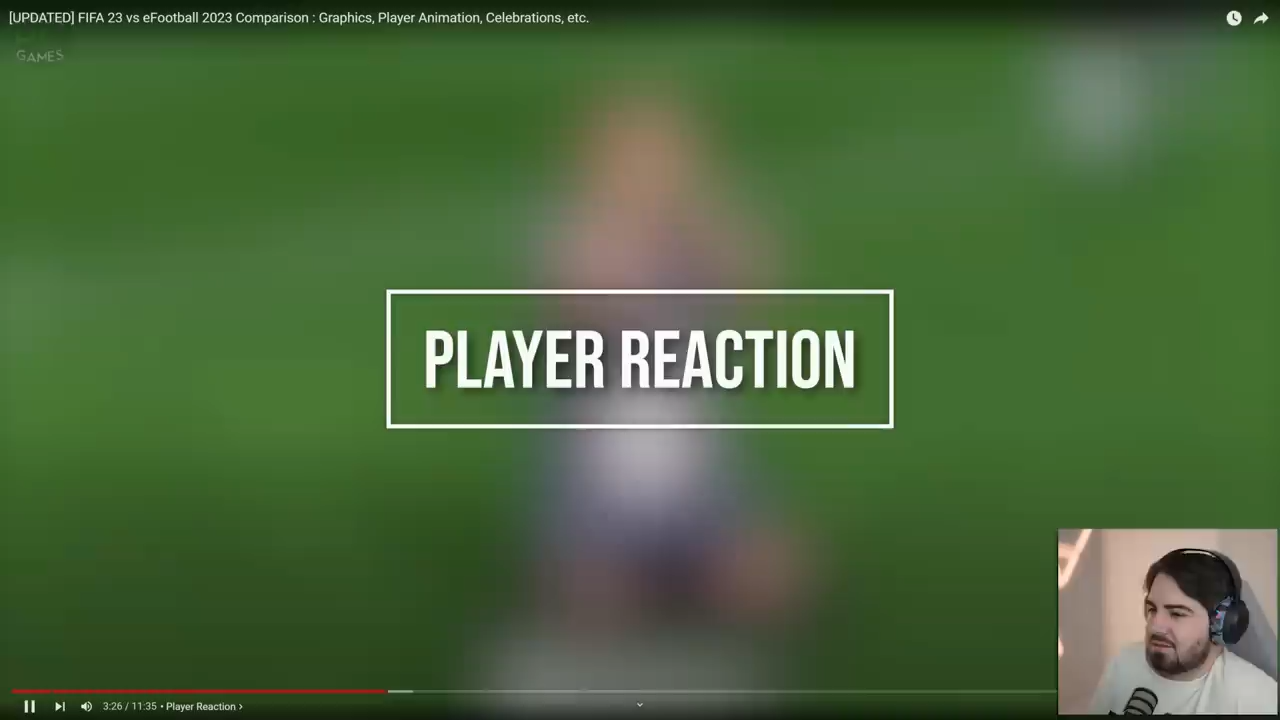 [UPDATED] FIFA 23 vs eFootball 2023 Comparison : Graphics, Player Animation, Celebrations, etc.
GAMES
PLAYER REACTION
3:26 / 11:35 • Player Reaction ›